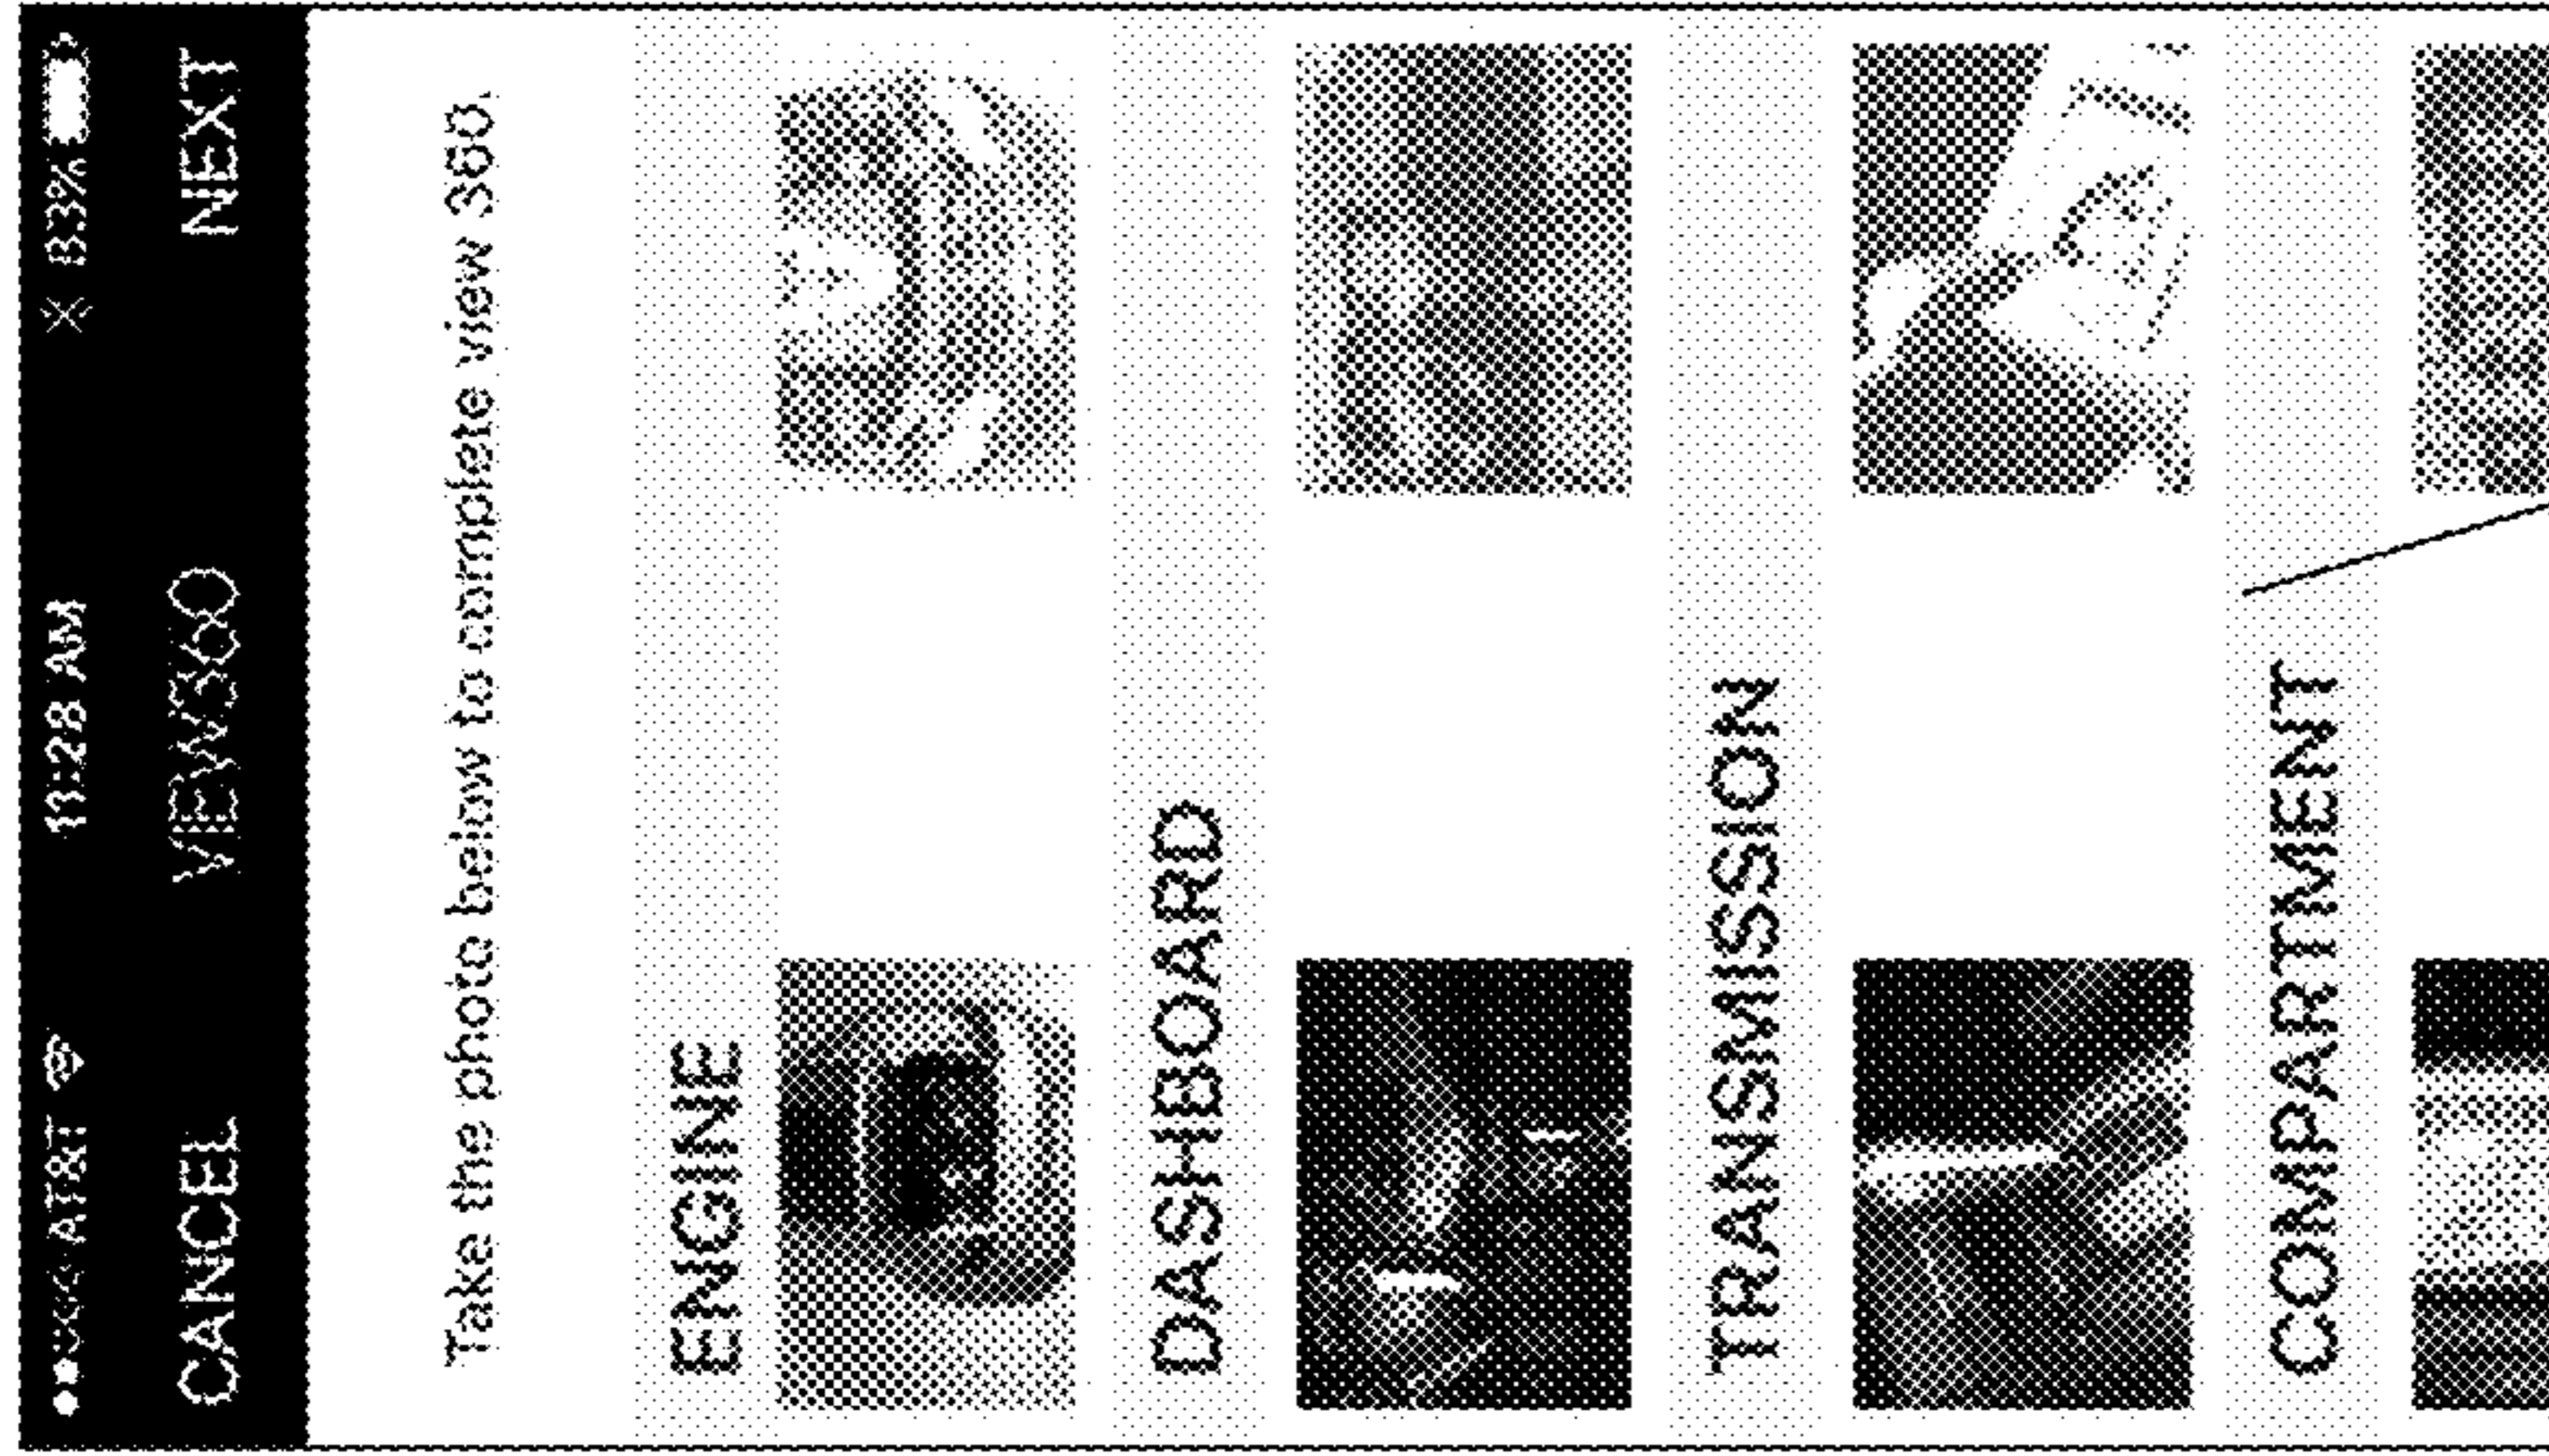 AT&T 11:28 AM 83%
CANCEL VIEW360 NEXT
Take the photo below to complete view 360.
ENGINE
DASHBOARD
TRANSMISSION
COMPARTMENT